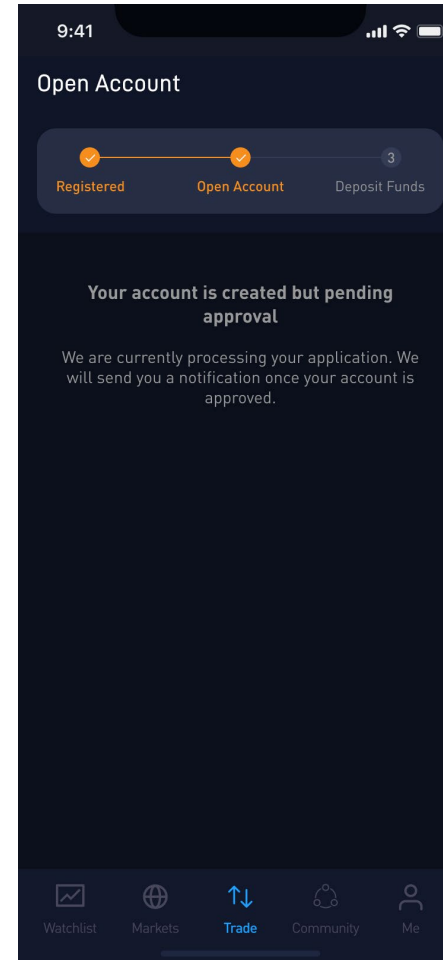 9:41
Open Account
3
Registered Open Account Deposit Funds
Your account is created but pending
approval
We are currently processing your application. We
will send you a notification once your account is
approved.
Watchlist Markets Trade Community Me